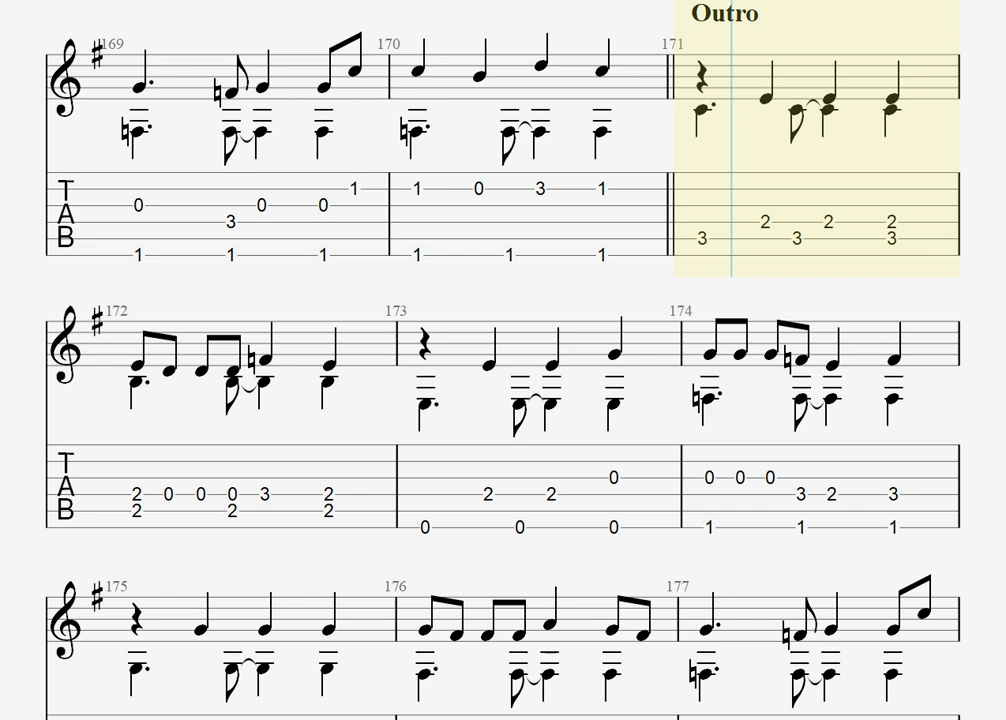 Outro
169 170 171
T 1 1 0 3 1
0 0 0
A 3 2 2 2
B 3 3 3
1 1 1 1 1 1
172 173 174
T
0 0 0 0
A 2 0 0 0 3 2 2 2 3 2 3
B 2 2 2
0 0 0 1 1 1
175 176 177